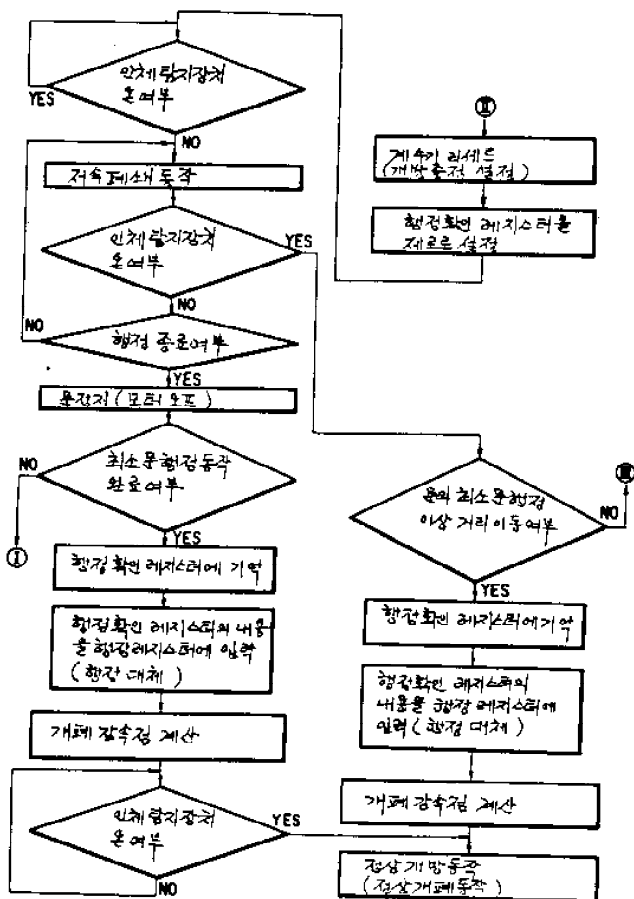 인체탐지장치
온여부
YES
NO
저속폐쇄동작
인체탐지장치
온여부
YES
NO
행정 종료여부
NO
YES
문정지(모터오프)
최소문행정동작
완료여부
NO
YES
Ⅰ
행정확인 레지스터에 기억
행정확인 레지스터의 내용
을 행정레지스터에 입력
(행정 대체)
개폐 감속점 계산
인체탐지장치
온여부
YES
NO
Ⅱ
계수기 리세트
(개방종점 설정)
행정확인 레지스터를
제로로 설정
문의 최소문행정
이상 거리이동여부
NO
Ⅲ
YES
행정확인 레지스터에기억
행정확인 레지스터의
내용을 행정 레지스터에
입력(행정 대체)
개폐 감속점 계산
정상개방동작
(정상개폐동작)